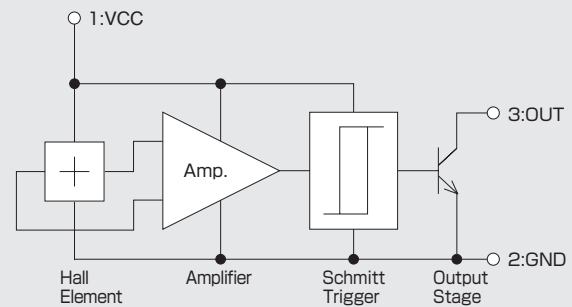 1:VCC
3:OUT
Amp.
2:GND
Hall
Element
Amplifier
Schmitt
Trigger
Output
Stage